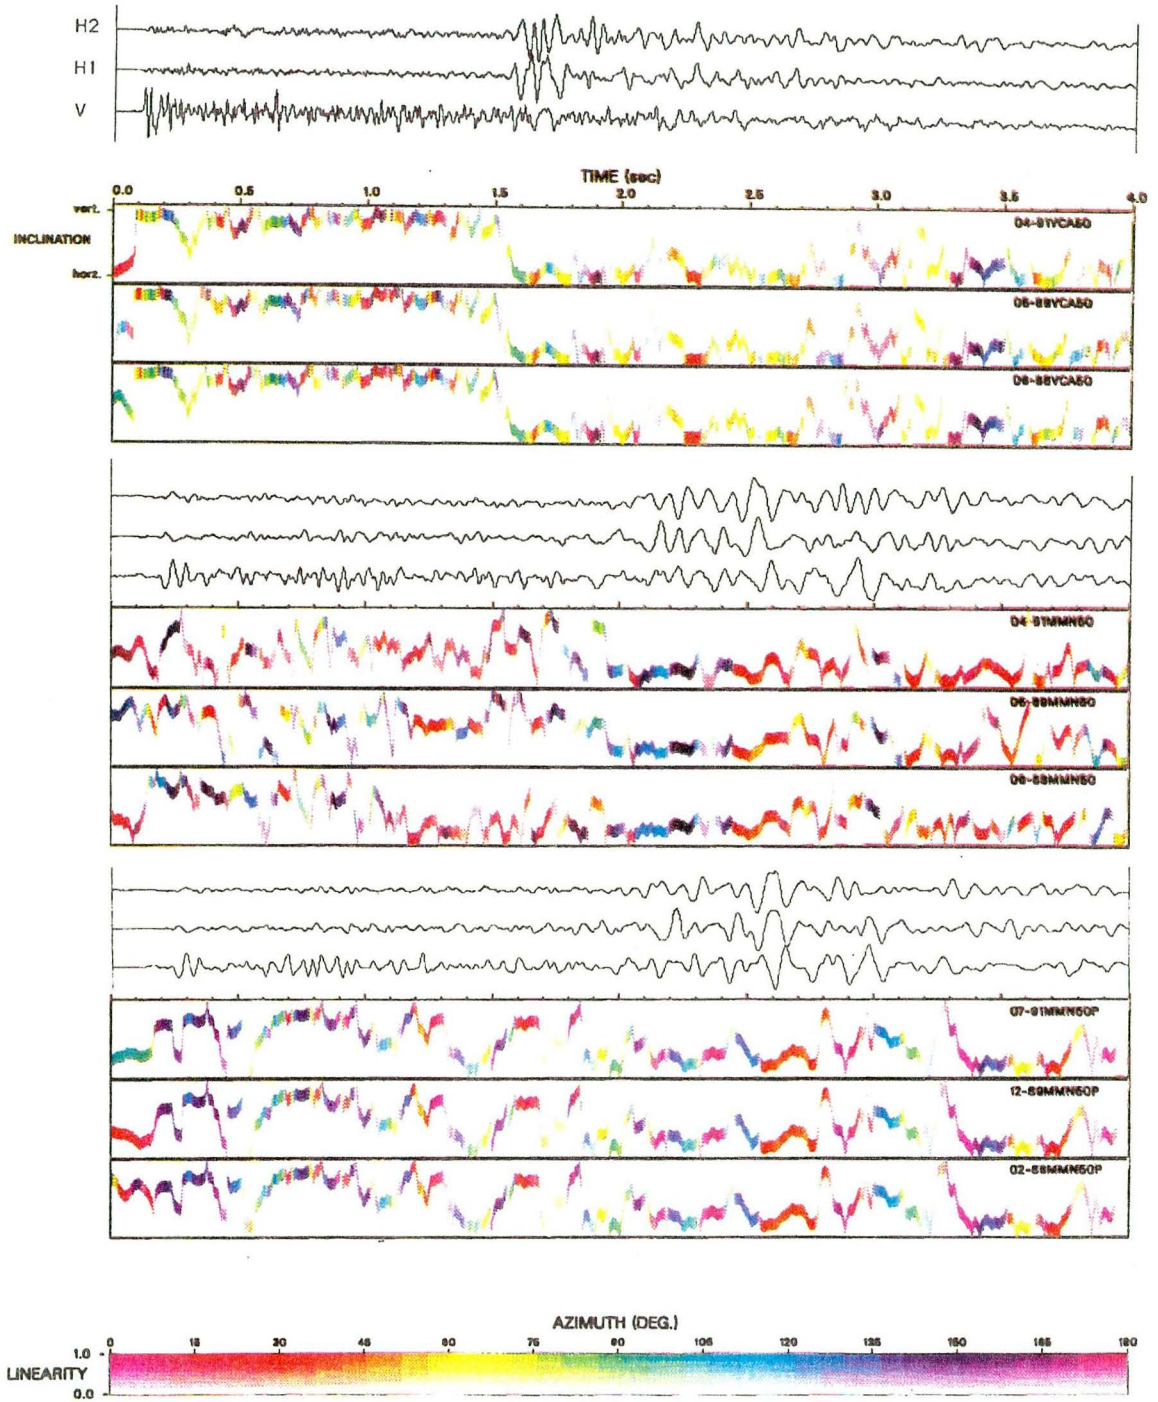 H2
H1
V
TIME (sec)
0.0 0.5 1.0 1.5 2.0 2.5 3.0 3.5 4.0
vert.
INCLINATION
horz.
04-91VCA50
05-89VCA50
06-88VCA50
04-91MMN50
05-89MMN50
06-88MMN50
07-91MMN50P
12-89MMN50P
02-88MMN50P
AZIMUTH (DEG.)
0 15 30 45 60 75 90 105 120 135 150 165 180
1.0
LINEARITY
0.0